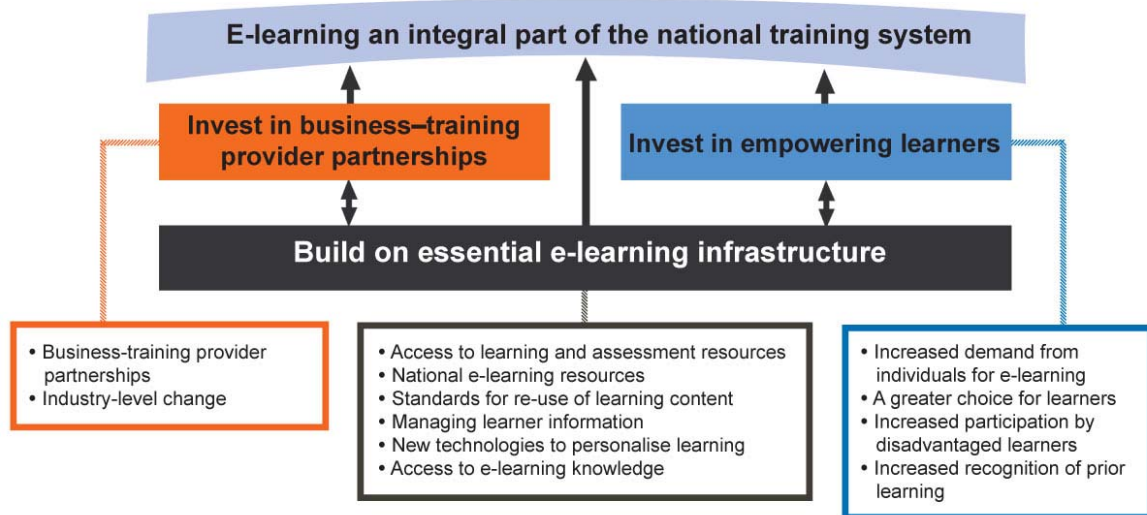 E-learning an integral part of the national training system
Invest in business–training
provider partnerships
Invest in empowering learners
Build on essential e-learning infrastructure
• Business-training provider
partnerships
• Industry-level change
• Access to learning and assessment resources
• National e-learning resources
• Standards for re-use of learning content
• Managing learner information
• New technologies to personalise learning
• Access to e-learning knowledge
• Increased demand from
individuals for e-learning
• A greater choice for learners
• Increased participation by
disadvantaged learners
• Increased recognition of prior
learning